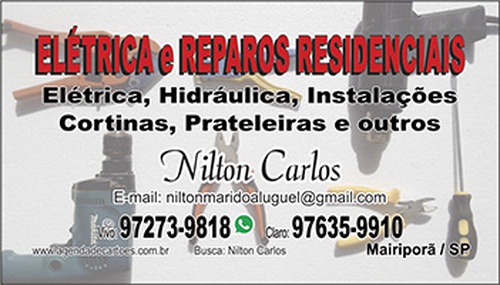 ELÉTRICA e REPAROS RESIDENCIAIS
Elétrica, Hidráulica, Instalações
Cortinas, Prateleiras e outros
Nilton Carlos
E-mail: niltonmaridoaluguel@gmail.com
Vivo: 97273-9818 Claro: 97635-9910
www.agendadecartoes.com.br Busca: Nilton Carlos Mairiporã / SP